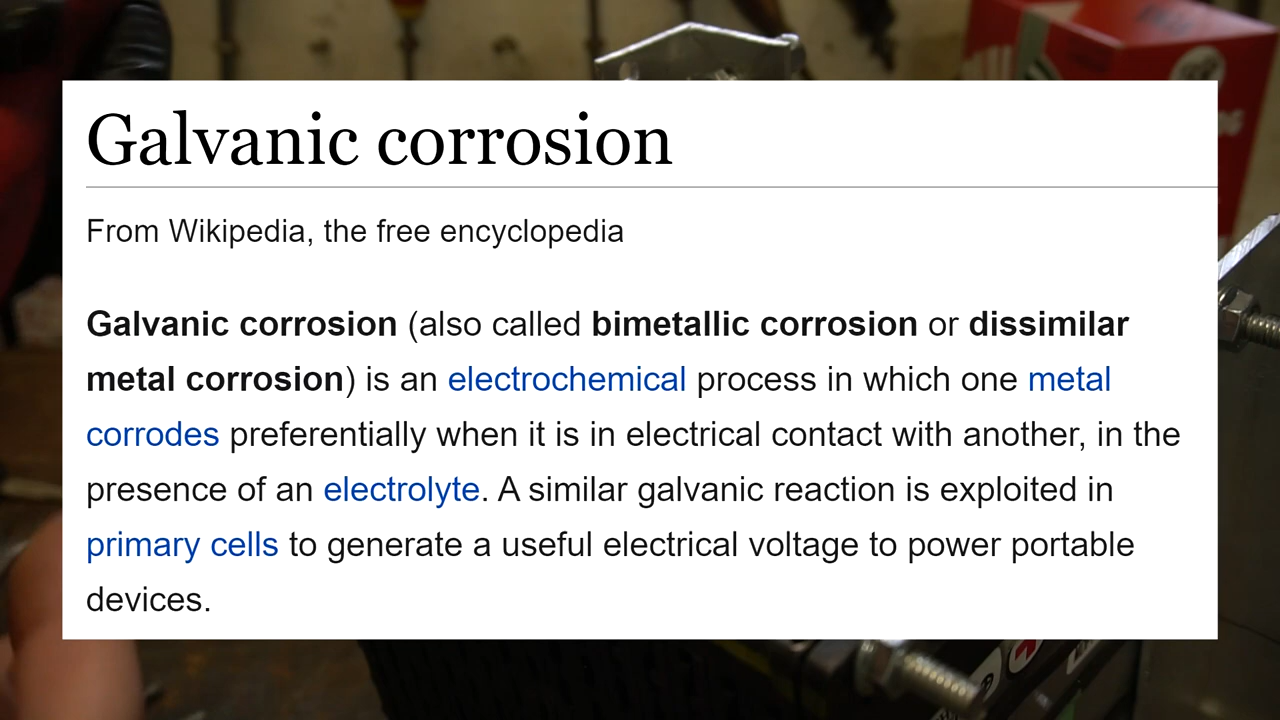 Galvanic corrosion
From Wikipedia, the free encyclopedia
Galvanic corrosion (also called bimetallic corrosion or dissimilar
metal corrosion) is an electrochemical process in which one metal
corrodes preferentially when it is in electrical contact with another, in the
presence of an electrolyte. A similar galvanic reaction is exploited in
primary cells to generate a useful electrical voltage to power portable
devices.